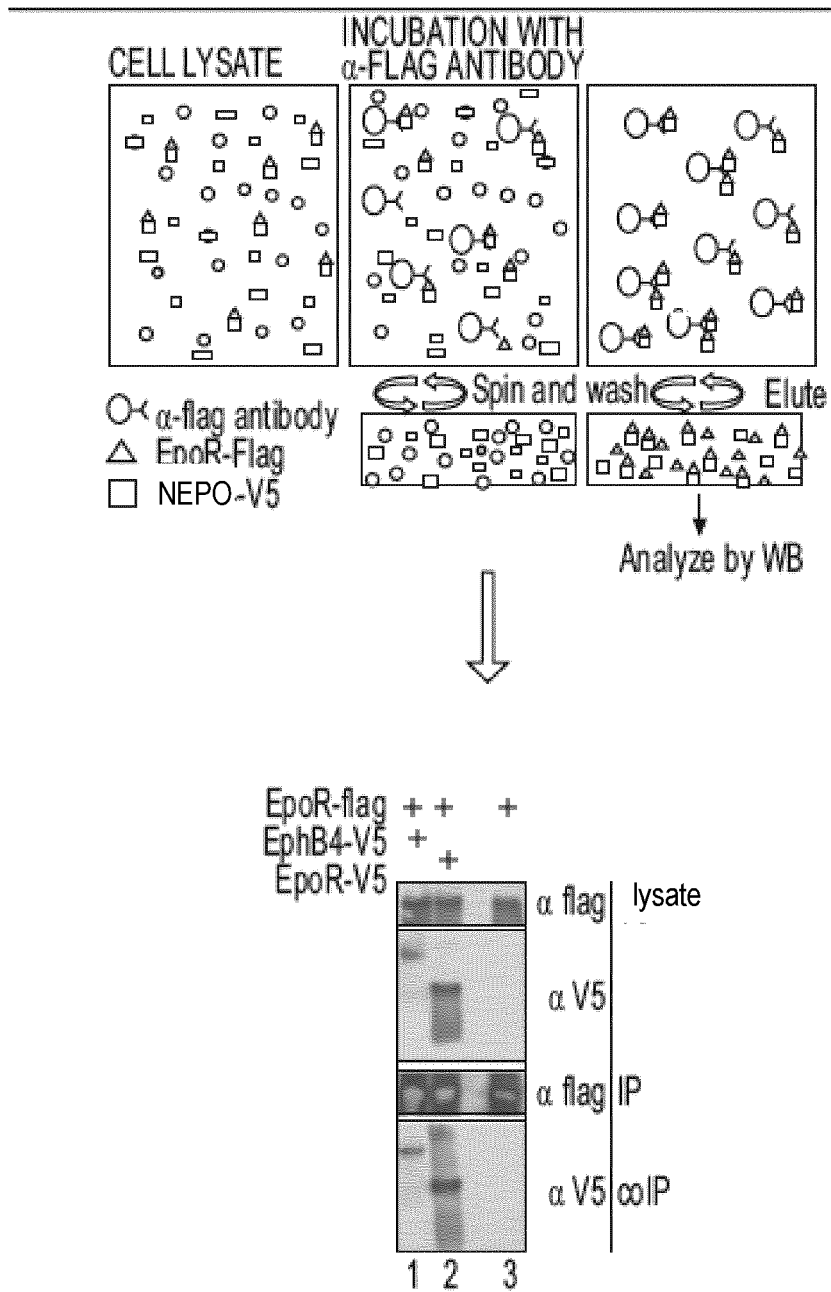 CELL LYSATE
INCUBATION WITH
α-FLAG ANTIBODY
Spin and wash
Elute
α-flag antibody
EpoR-Flag
NEPO-V5
Analyze by WB
EpoR-flag + + +
EphB4-V5 +
EpoR-V5 +
α flag lysate
α V5
α flag IP
α V5 coIP
1 2 3